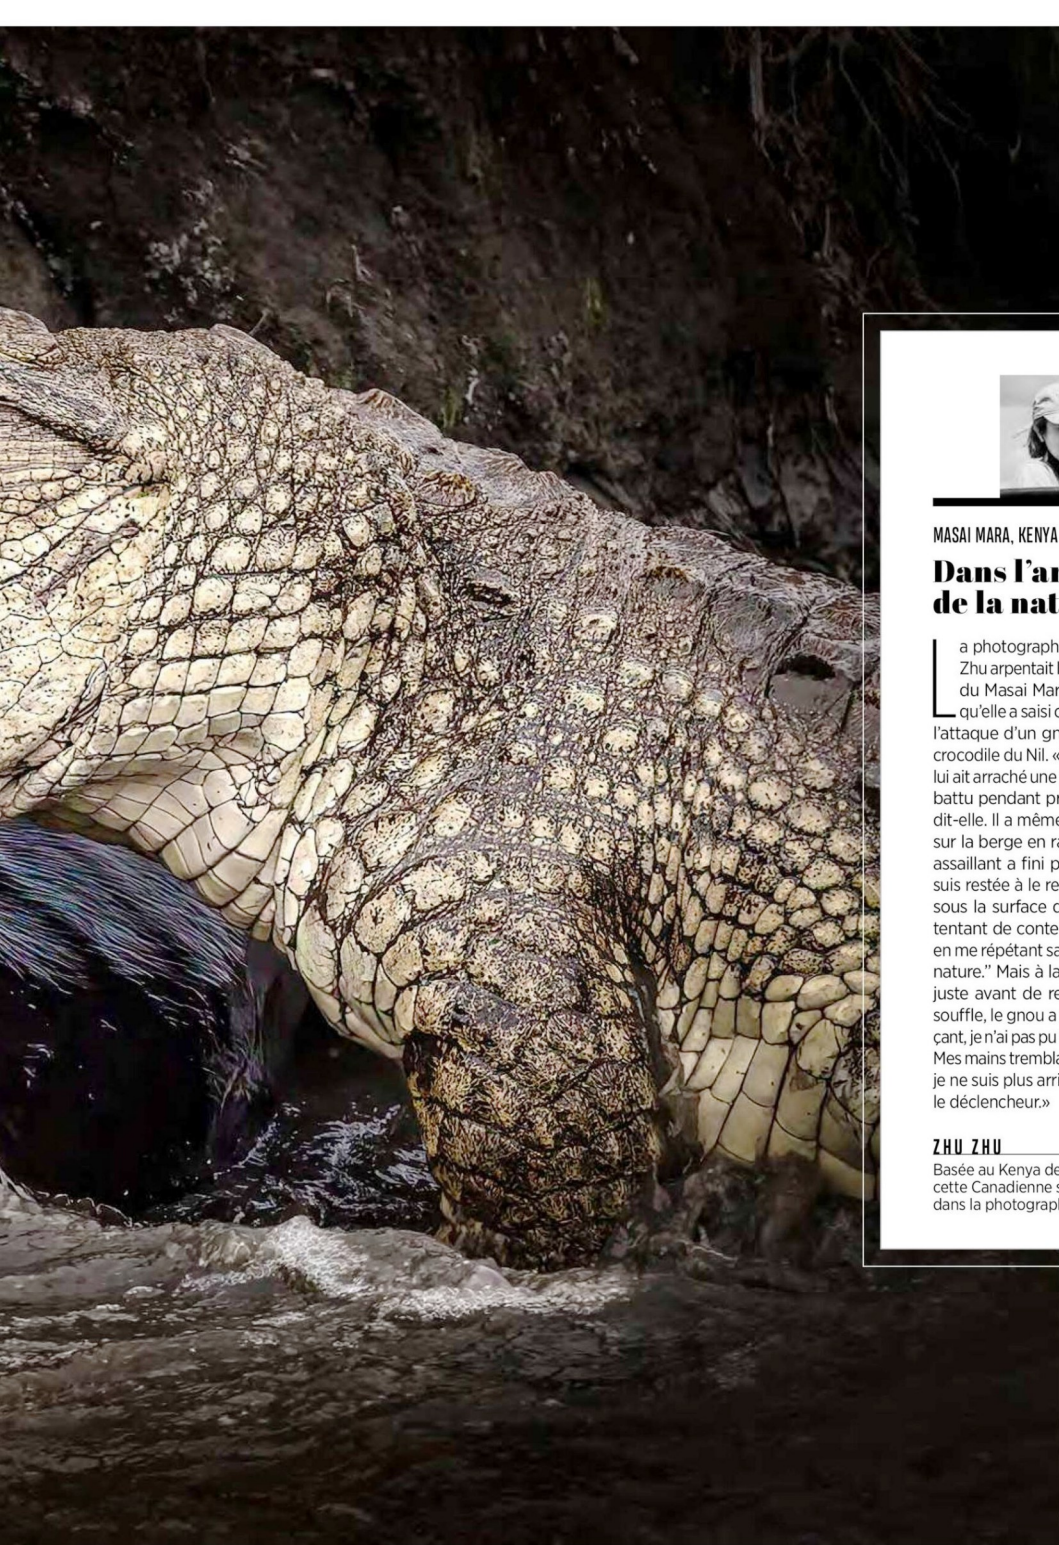 MASAI MARA, KENYA
Dans l'ar
de la nat
La photograph
Zhu arpentait l
du Masai Mar
qu'elle a saisi c
l'attaque d'un gn
crocodile du Nil. «
lui ait arraché une
battu pendant pr
dit-elle. Il a même
sur la berge en ra
assaillant a fini p
suis restée à le re
sous la surface d
tentant de conte
en me répétant sa
nature." Mais à la
juste avant de re
souffle, le gnou a
çant, je n'ai pas pu
Mes mains trembla
je ne suis plus arri
le déclencheur.»
ZHU ZHU
Basée au Kenya de
cette Canadienne s
dans la photograph